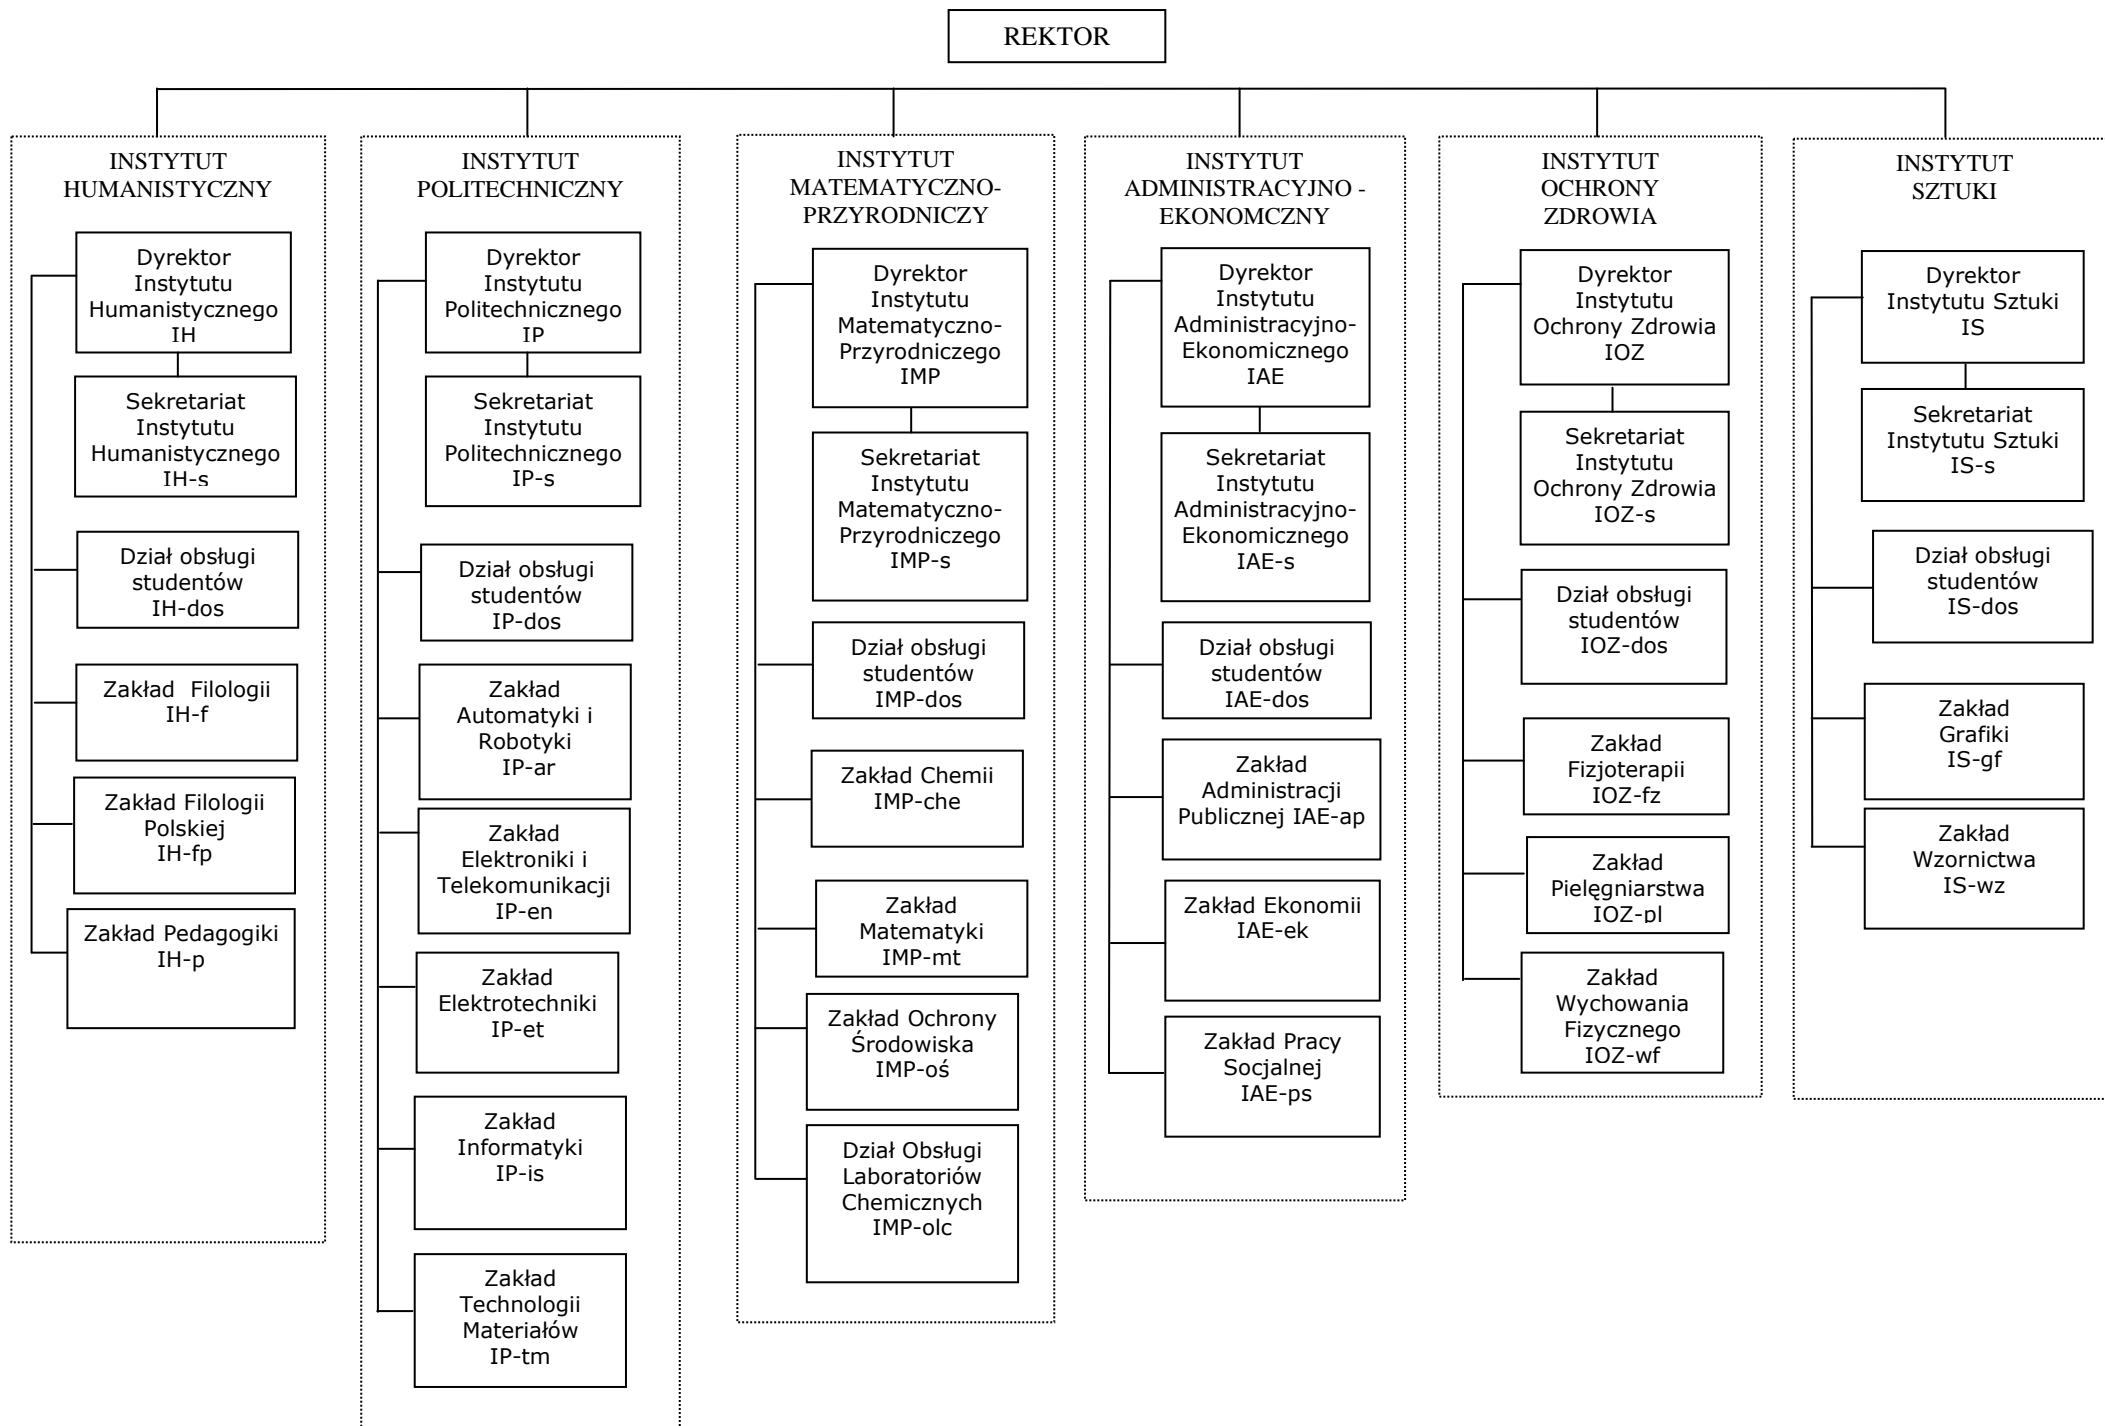 REKTOR
INSTYTUT
HUMANISTYCZNY
Dyrektor
Instytutu
Humanistycznego
IH
Sekretariat
Instytutu
Humanistycznego
IH-s
Dział obsługi
studentów
IH-dos
Zakład  Filologii
IH-f
Zakład Filologii
Polskiej
IH-fp
Zakład Pedagogiki
IH-p
INSTYTUT
POLITECHNICZNY
Dyrektor
Instytutu
Politechnicznego
IP
Sekretariat
Instytutu
Politechnicznego
IP-s
Dział obsługi
studentów
IP-dos
Zakład
Automatyki i
Robotyki
IP-ar
Zakład
Elektroniki i
Telekomunikacji
IP-en
Zakład
Elektrotechniki
IP-et
Zakład
Informatyki
IP-is
Zakład
Technologii
Materiałów
IP-tm
INSTYTUT
MATEMATYCZNO-
PRZYRODNICZY
Dyrektor
Instytutu
Matematyczno-
Przyrodniczego
IMP
Sekretariat
Instytutu
Matematyczno-
Przyrodniczego
IMP-s
Dział obsługi
studentów
IMP-dos
Zakład Chemii
IMP-che
Zakład
Matematyki
IMP-mt
Zakład Ochrony
Środowiska
IMP-oś
Dział Obsługi
Laboratoriów
Chemicznych
IMP-olc
INSTYTUT
ADMINISTRACYJNO -
EKONOMCZNY
Dyrektor
Instytutu
Administracyjno-
Ekonomicznego
IAE
Sekretariat
Instytutu
Administracyjno-
Ekonomicznego
IAE-s
Dział obsługi
studentów
IAE-dos
Zakład
Administracji
Publicznej IAE-ap
Zakład Ekonomii
IAE-ek
Zakład Pracy
Socjalnej
IAE-ps
INSTYTUT
OCHRONY
ZDROWIA
Dyrektor
Instytutu
Ochrony Zdrowia
IOZ
Sekretariat
Instytutu
Ochrony Zdrowia
IOZ-s
Dział obsługi
studentów
IOZ-dos
Zakład
Fizjoterapii
IOZ-fz
Zakład
Pielęgniarstwa
IOZ-pl
Zakład
Wychowania
Fizycznego
IOZ-wf
INSTYTUT
SZTUKI
Dyrektor
Instytutu Sztuki
IS
Sekretariat
Instytutu Sztuki
IS-s
Dział obsługi
studentów
IS-dos
Zakład
Grafiki
IS-gf
Zakład
Wzornictwa
IS-wz